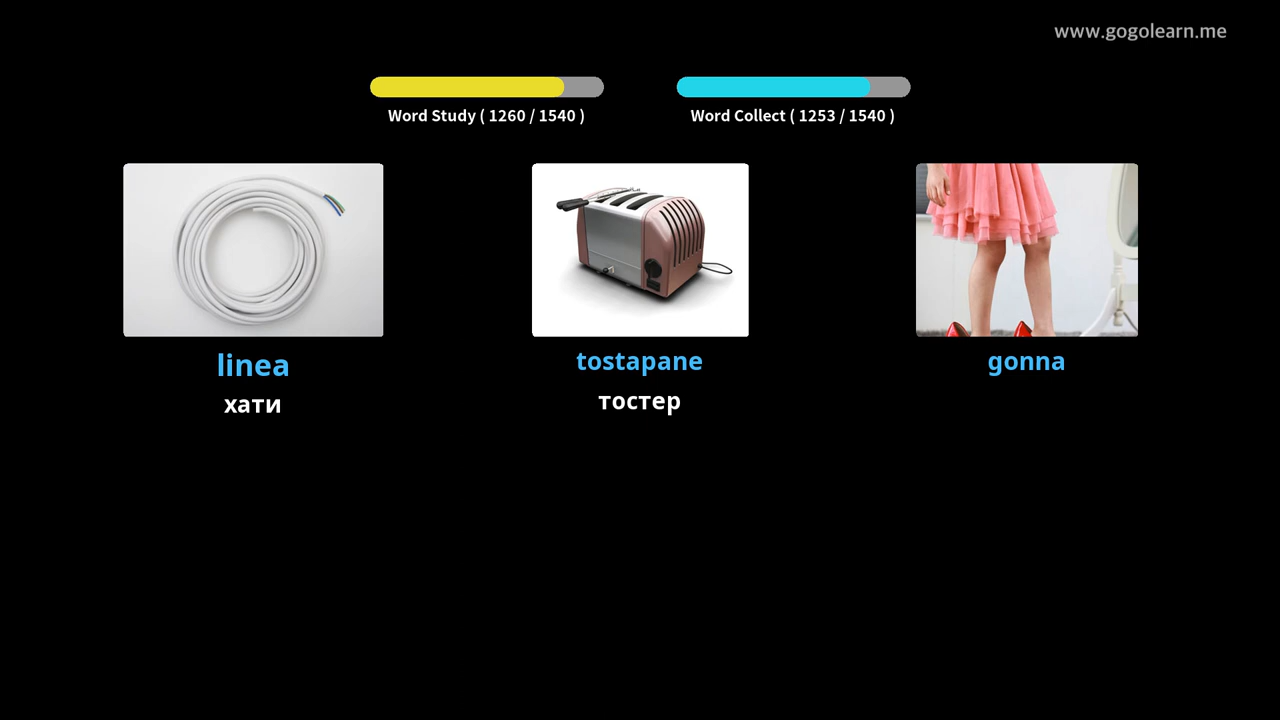 www.gogolearn.me
Word Study ( 1260 / 1540 )
Word Collect ( 1253 / 1540 )
linea
хати
tostapane
тостер
gonna